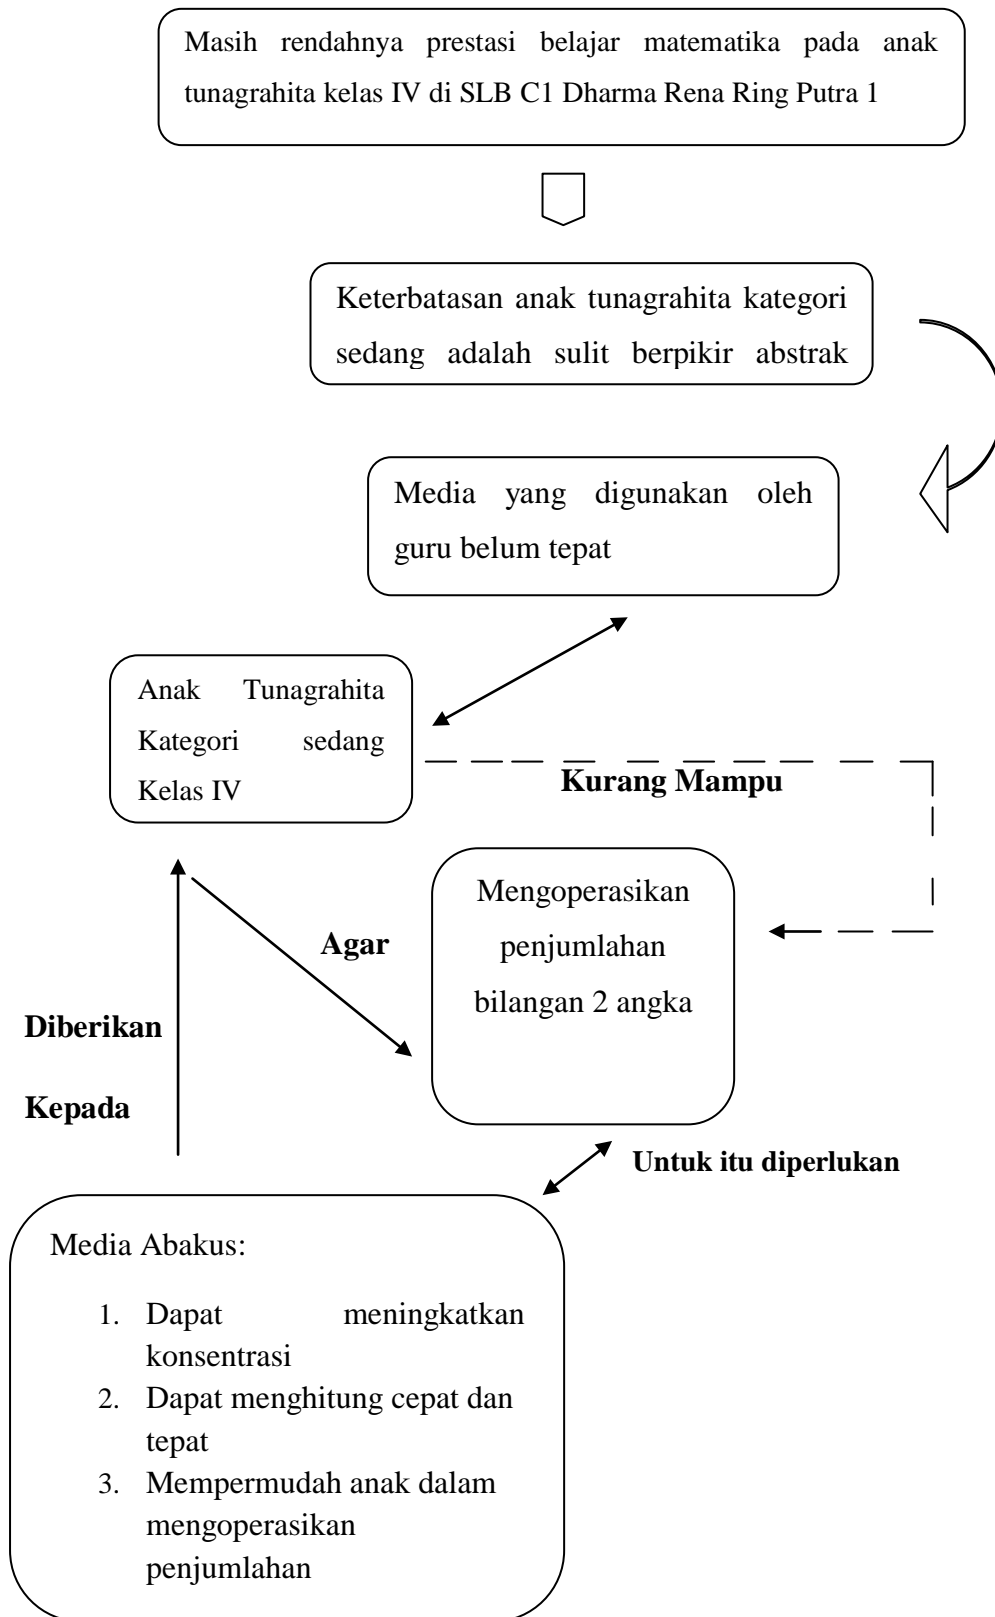 Masih rendahnya prestasi belajar matematika pada anak
tunagrahita kelas IV di SLB C1 Dharma Rena Ring Putra 1
Keterbatasan anak tunagrahita kategori
sedang adalah sulit berpikir abstrak
Media yang digunakan oleh
guru belum tepat
Anak Tunagrahita
Kategori sedang
Kelas IV
Kurang Mampu
Mengoperasikan
penjumlahan
bilangan 2 angka
Agar
Diberikan
Kepada
Untuk itu diperlukan
Media Abakus:
1. Dapat meningkatkan
konsentrasi
2. Dapat menghitung cepat dan
tepat
3. Mempermudah anak dalam
mengoperasikan
penjumlahan